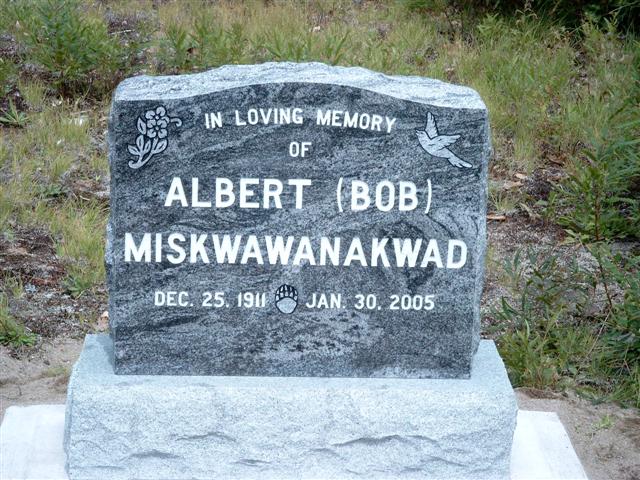 IN LOVING MEMORY
OF
ALBERT (BOB)
MISKWAWANAKWAD
DEC. 25. 1911 JAN. 30. 2005